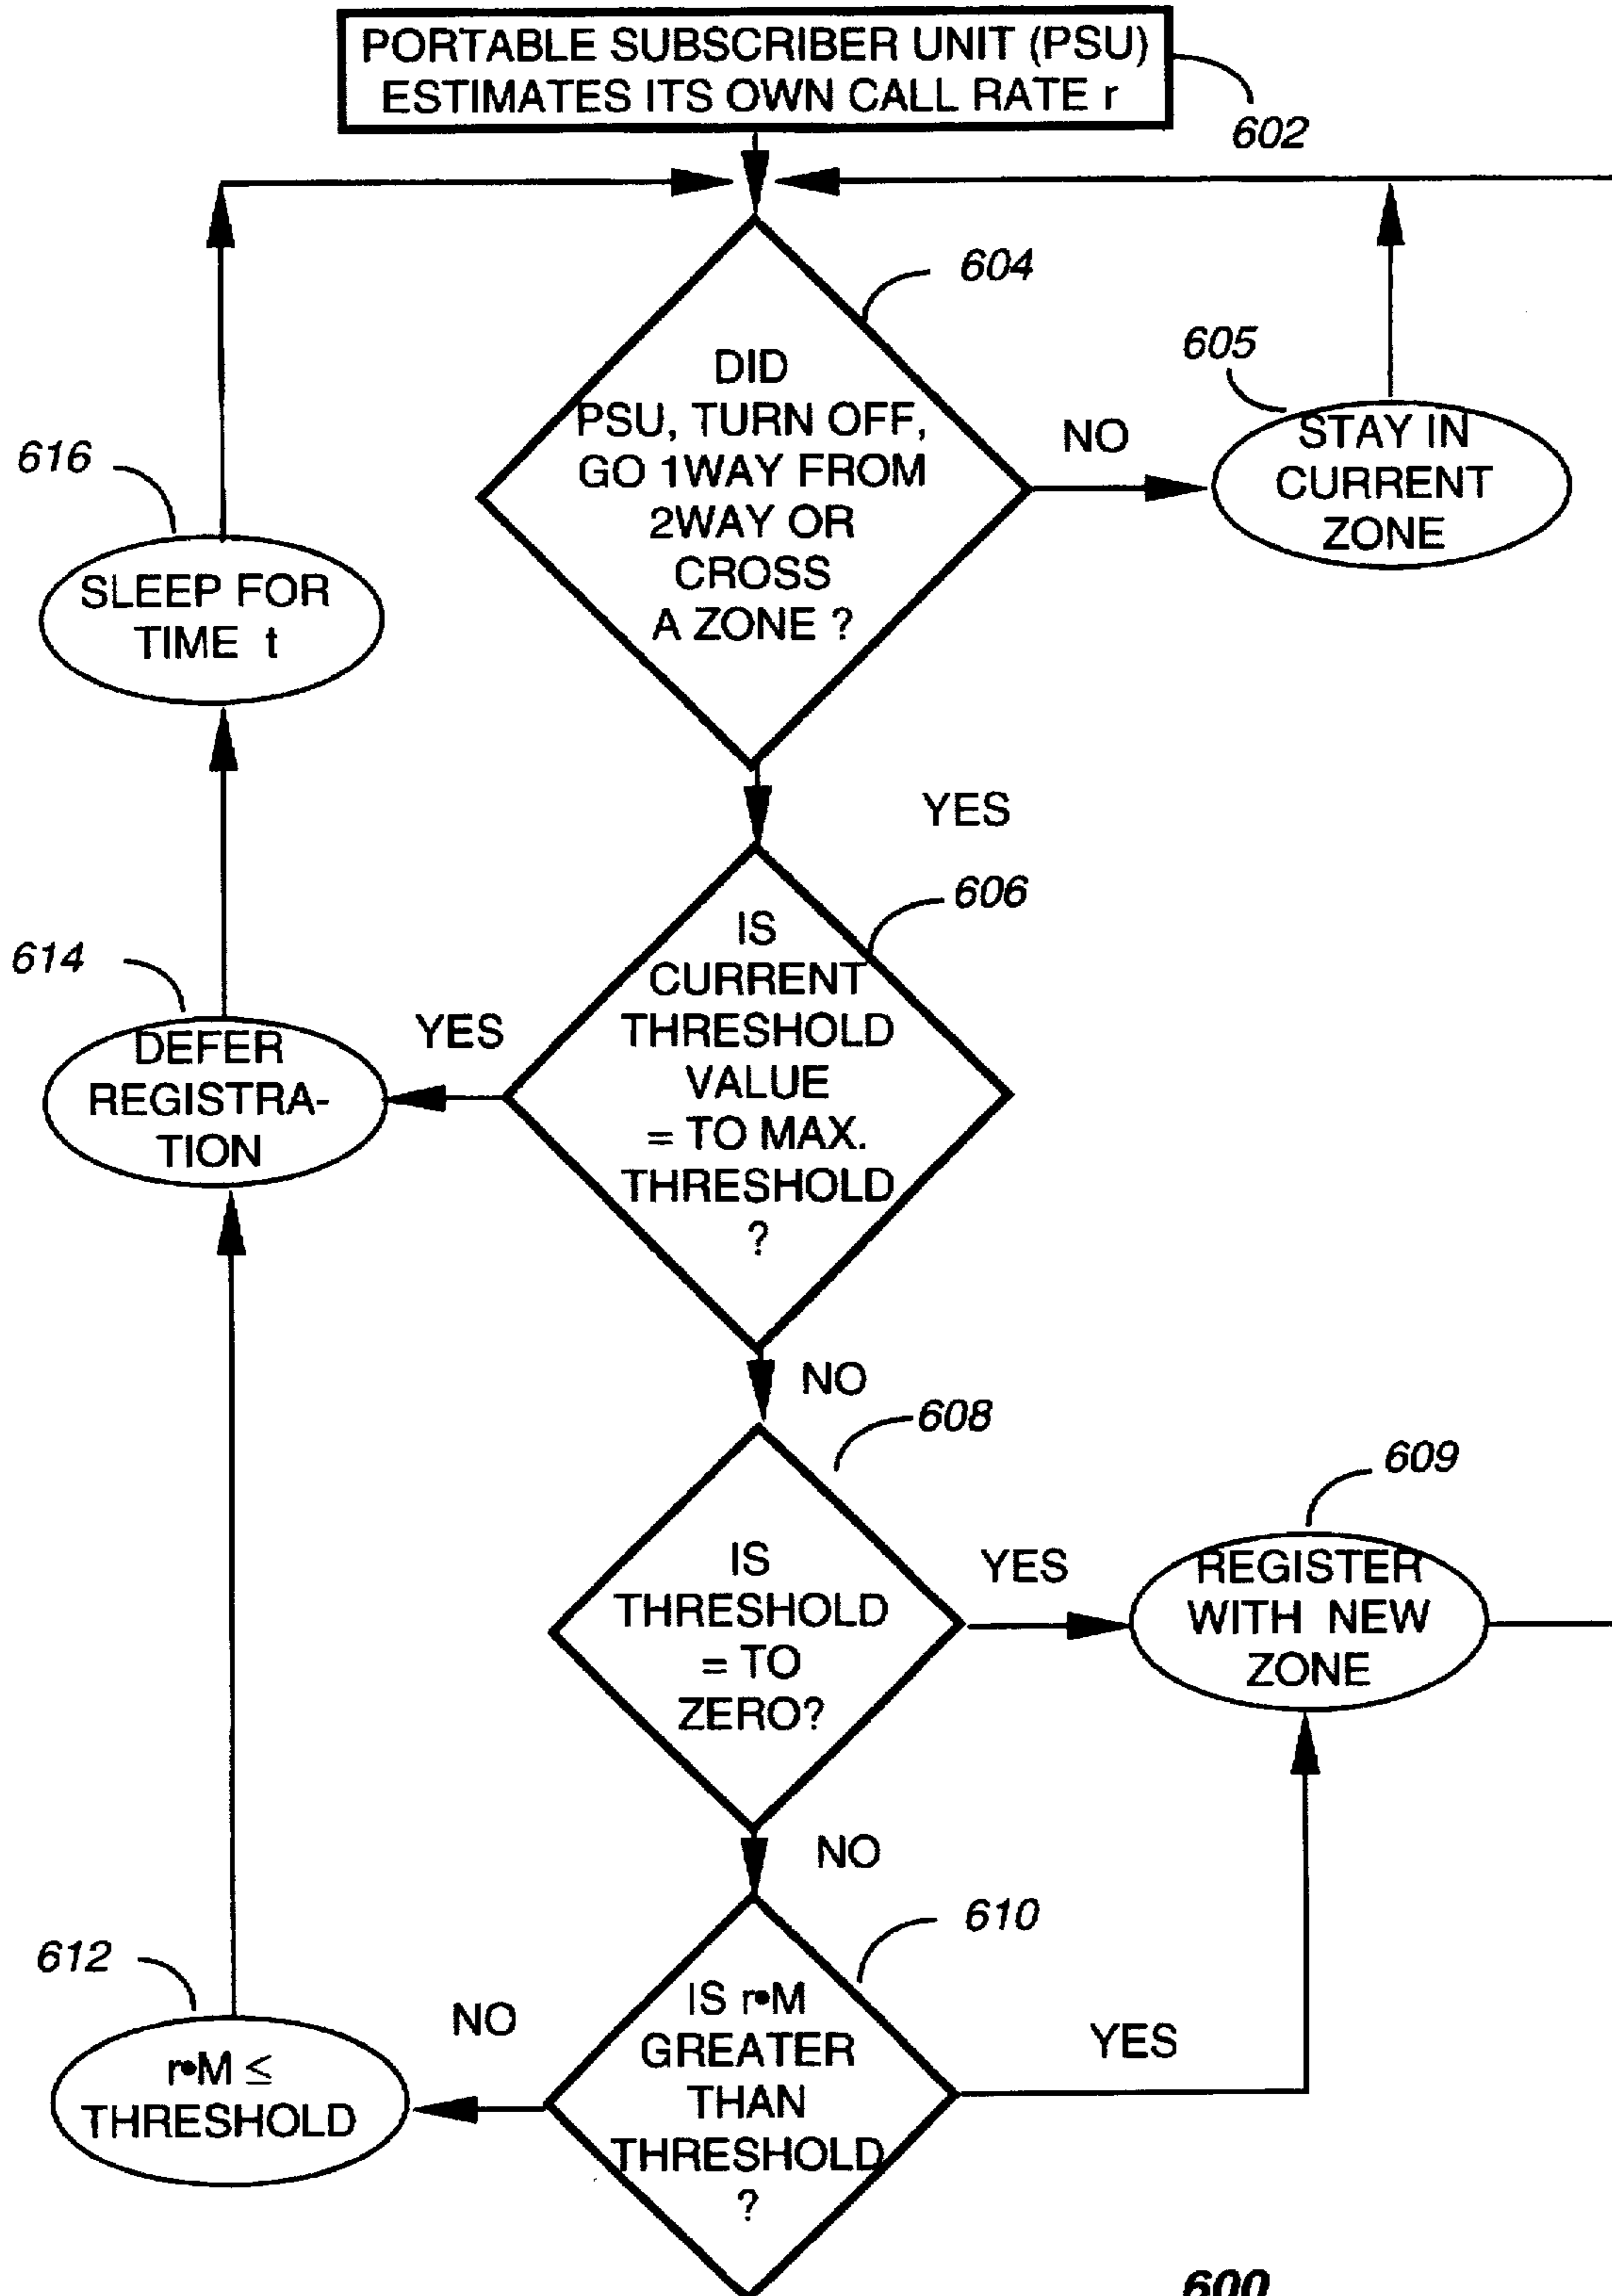 PORTABLE SUBSCRIBER UNIT (PSU)
ESTIMATES ITS OWN CALL RATE r
602
604
DID
PSU, TURN OFF,
GO 1WAY FROM
2WAY OR
CROSS
A ZONE ?
NO
605
STAY IN
CURRENT
ZONE
616
SLEEP FOR
TIME t
YES
606
IS
CURRENT
THRESHOLD
VALUE
= TO MAX.
THRESHOLD
?
YES
614
DEFER
REGISTRA-
TION
NO
608
IS
THRESHOLD
= TO
ZERO?
YES
609
REGISTER
WITH NEW
ZONE
NO
610
IS r•M
GREATER
THAN
THRESHOLD
?
YES
NO
612
r•M ≤
THRESHOLD
600